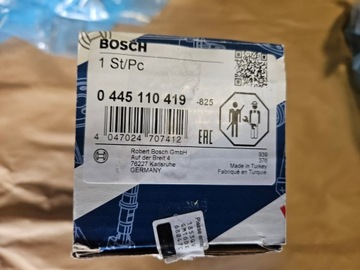 BOSCH
1 St/Pc
0 445 110 419 -825
4 047024 707412
EAC
Robert Bosch GmbH
Auf der Breit 4
76227 Karlsruhe
GERMANY
Made in Turkey
Fabriqué en Turquie